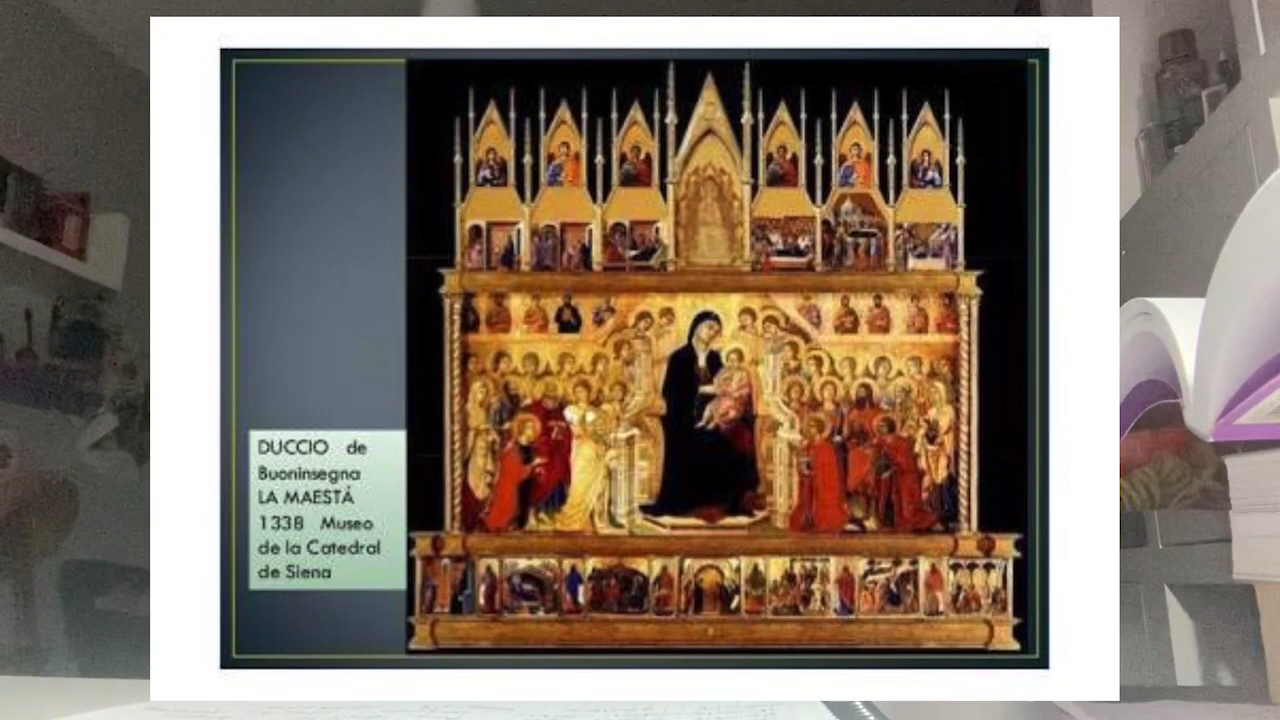 DUCCIO de
Buoninsegna
LA MAESTÁ
1338 Museo
de la Catedral
de Siena